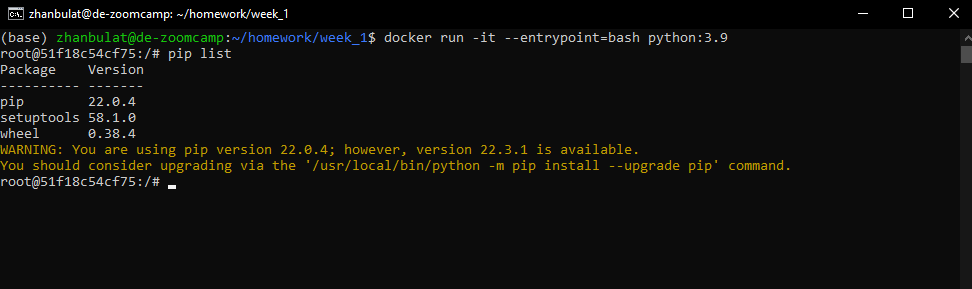 zhanbulat@de-zoomcamp: ~/homework/week_1
(base) zhanbulat@de-zoomcamp:~/homework/week_1$ docker run -it --entrypoint=bash python:3.9
root@51f18c54cf75:/# pip list
Package    Version
---------- -------
pip        22.0.4
setuptools 58.1.0
wheel      0.38.4
WARNING: You are using pip version 22.0.4; however, version 22.3.1 is available.
You should consider upgrading via the '/usr/local/bin/python -m pip install --upgrade pip' command.
root@51f18c54cf75:/#